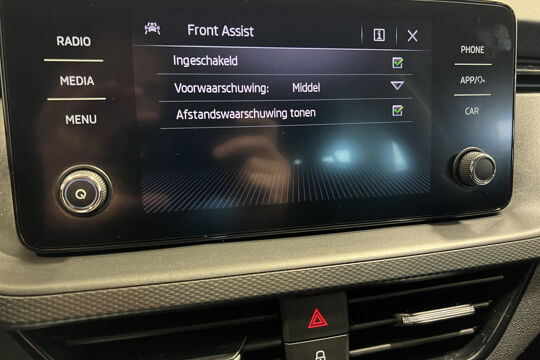 Front Assist
Ingeschakeld
Voorwaarschuwing: Middel
Afstandswaarschuwing tonen
RADIO
MEDIA
MENU
PHONE
APP/
CAR